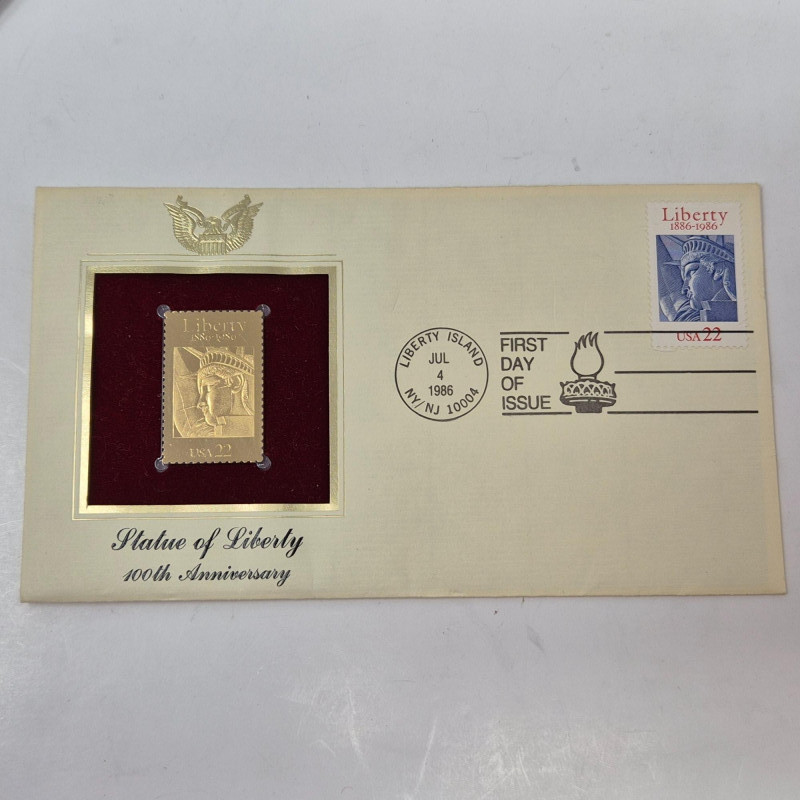 Liberty
1886-1986
USA 22
Statue of Liberty
100th Anniversary
LIBERTY ISLAND
JUL
4
1986
NY/NJ 10004
FIRST
DAY
OF
ISSUE
Liberty
1886-1986
USA 22